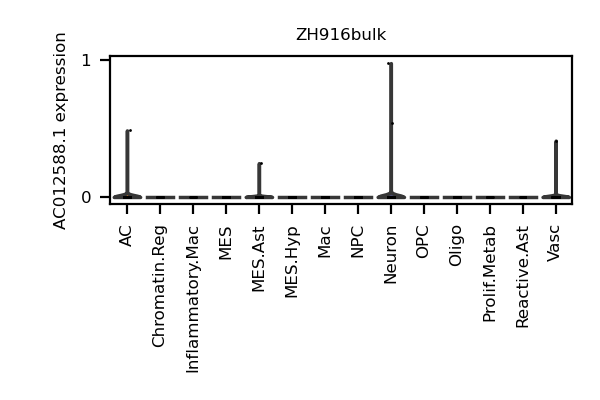 ZH916bulk
AC012588.1 expression
1
0
AC
Chromatin.Reg
Inflammatory.Mac
MES
MES.Ast
MES.Hyp
Mac
NPC
Neuron
OPC
Oligo
Prolif.Metab
Reactive.Ast
Vasc